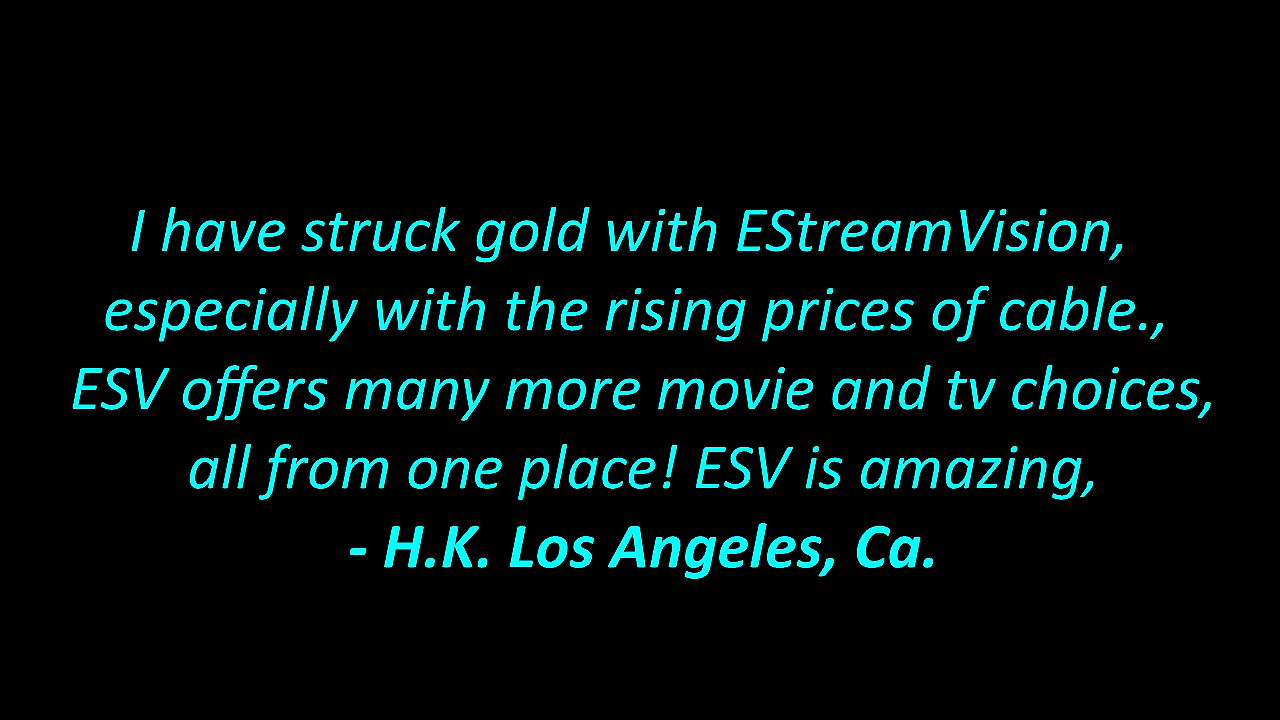 I have struck gold with EStreamVision,
especially with the rising prices of cable.,
ESV offers many more movie and tv choices,
all from one place! ESV is amazing,
- H.K. Los Angeles, Ca.